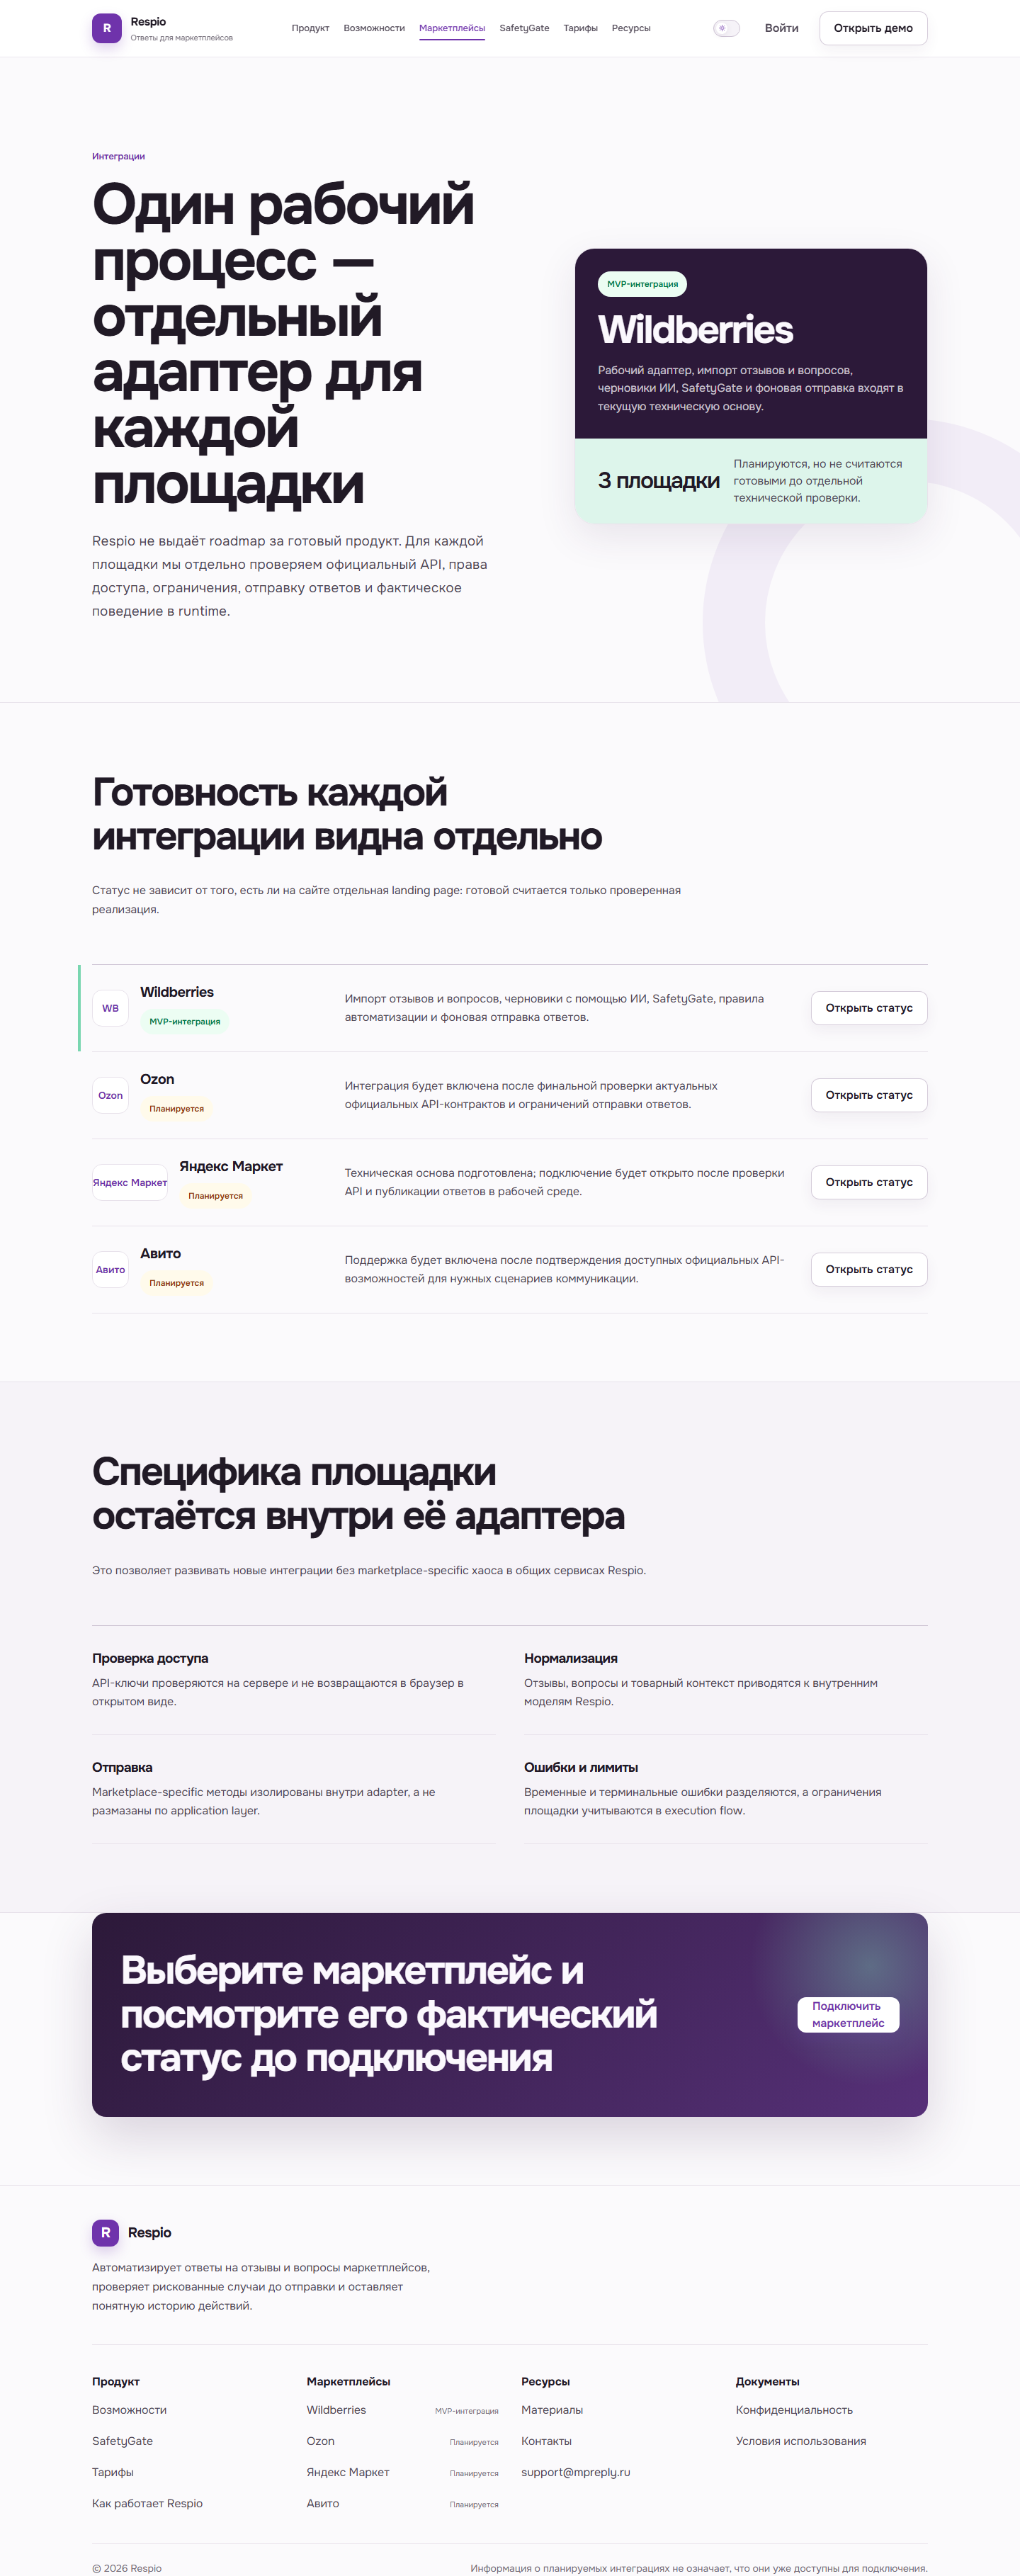 R
Respio
Ответы для маркетплейсов
Продукт
Возможности
Маркетплейсы
SafetyGate
Тарифы
Ресурсы
Войти
Открыть демо
Интеграции
Один рабочий
процесс —
отдельный
адаптер для
каждой
площадки
Respio не выдаёт roadmap за готовый продукт. Для каждой
площадки мы отдельно проверяем официальный API, права
доступа, ограничения, отправку ответов и фактическое
поведение в runtime.
MVP-интеграция
Wildberries
Рабочий адаптер, импорт отзывов и вопросов,
черновики ИИ, SafetyGate и фоновая отправка входят в
текущую техническую основу.
3 площадки
Планируются, но не считаются
готовыми до отдельной
технической проверки.
Готовность каждой
интеграции видна отдельно
Статус не зависит от того, есть ли на сайте отдельная landing page: готовой считается только проверенная
реализация.
WB
Wildberries
MVP-интеграция
Импорт отзывов и вопросов, черновики с помощью ИИ, SafetyGate, правила
автоматизации и фоновая отправка ответов.
Открыть статус
Ozon
Ozon
Планируется
Интеграция будет включена после финальной проверки актуальных
официальных API-контрактов и ограничений отправки ответов.
Открыть статус
Яндекс Маркет
Яндекс Маркет
Планируется
Техническая основа подготовлена; подключение будет открыто после проверки
API и публикации ответов в рабочей среде.
Открыть статус
Авито
Авито
Планируется
Поддержка будет включена после подтверждения доступных официальных API-
возможностей для нужных сценариев коммуникации.
Открыть статус
Специфика площадки
остаётся внутри её адаптера
Это позволяет развивать новые интеграции без marketplace-specific хаоса в общих сервисах Respio.
Проверка доступа
API-ключи проверяются на сервере и не возвращаются в браузер в
открытом виде.
Нормализация
Отзывы, вопросы и товарный контекст приводятся к внутренним
моделям Respio.
Отправка
Marketplace-specific методы изолированы внутри adapter, а не
размазаны по application layer.
Ошибки и лимиты
Временные и терминальные ошибки разделяются, а ограничения
площадки учитываются в execution flow.
Выберите маркетплейс и
посмотрите его фактический
статус до подключения
Подключить
маркетплейс
R
Respio
Автоматизирует ответы на отзывы и вопросы маркетплейсов,
проверяет рискованные случаи до отправки и оставляет
понятную историю действий.
Продукт
Возможности
SafetyGate
Тарифы
Как работает Respio
Маркетплейсы
Wildberries
MVP-интеграция
Ozon
Планируется
Яндекс Маркет
Планируется
Авито
Планируется
Ресурсы
Материалы
Контакты
support@mpreply.ru
Документы
Конфиденциальность
Условия использования
© 2026 Respio
Информация о планируемых интеграциях не означает, что они уже доступны для подключения.